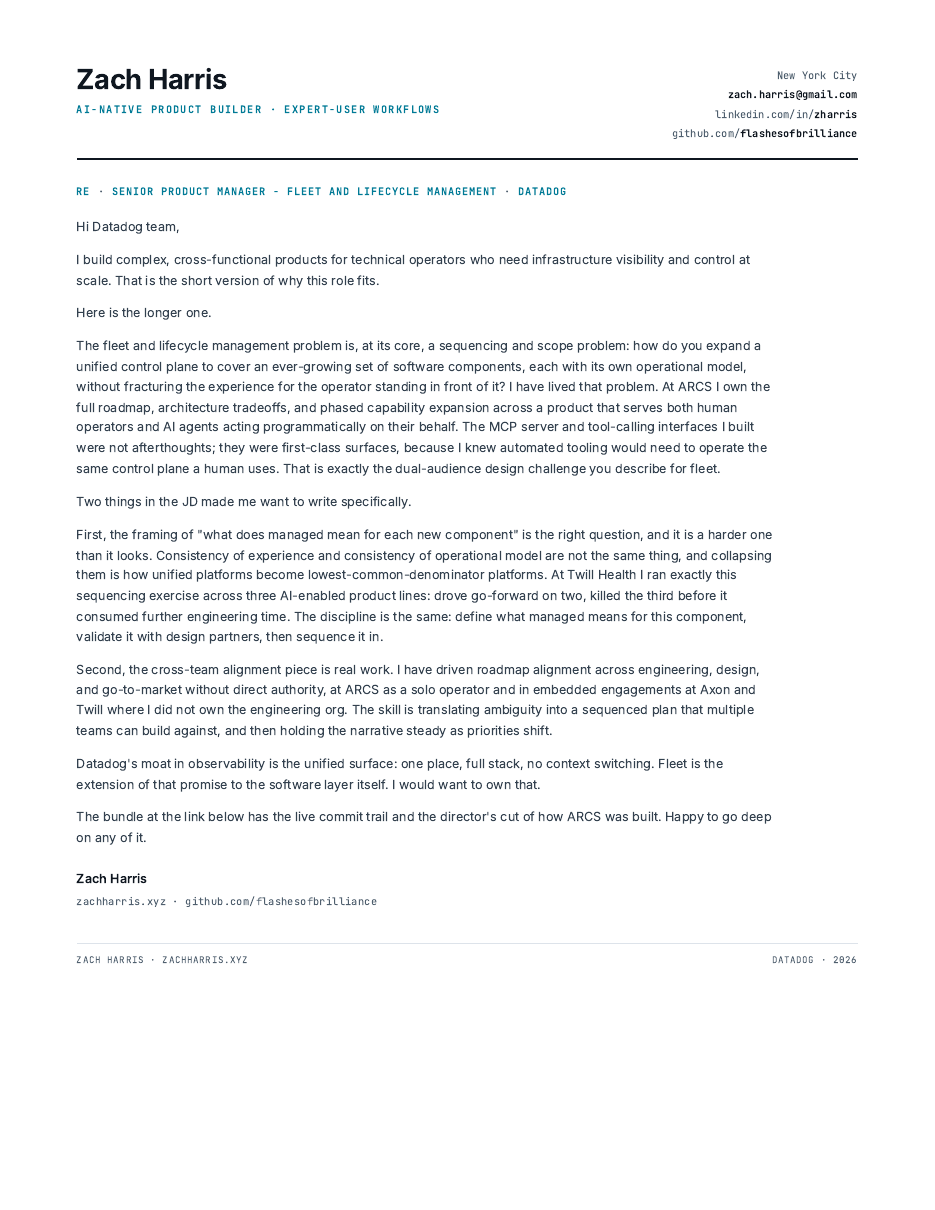 Zach Harris
AI-NATIVE PRODUCT BUILDER · EXPERT-USER WORKFLOWS
New York City
zach.harris@gmail.com
linkedin.com/in/zharris
github.com/flashesofbrilliance
RE · SENIOR PRODUCT MANAGER - FLEET AND LIFECYCLE MANAGEMENT · DATADOG
Hi Datadog team,
I build complex, cross-functional products for technical operators who need infrastructure visibility and control at
scale. That is the short version of why this role fits.
Here is the longer one.
The fleet and lifecycle management problem is, at its core, a sequencing and scope problem: how do you expand a
unified control plane to cover an ever-growing set of software components, each with its own operational model,
without fracturing the experience for the operator standing in front of it? I have lived that problem. At ARCS I own the
full roadmap, architecture tradeoffs, and phased capability expansion across a product that serves both human
operators and AI agents acting programmatically on their behalf. The MCP server and tool-calling interfaces I built
were not afterthoughts; they were first-class surfaces, because I knew automated tooling would need to operate the
same control plane a human uses. That is exactly the dual-audience design challenge you describe for fleet.
Two things in the JD made me want to write specifically.
First, the framing of "what does managed mean for each new component" is the right question, and it is a harder one
than it looks. Consistency of experience and consistency of operational model are not the same thing, and collapsing
them is how unified platforms become lowest-common-denominator platforms. At Twill Health I ran exactly this
sequencing exercise across three AI-enabled product lines: drove go-forward on two, killed the third before it
consumed further engineering time. The discipline is the same: define what managed means for this component,
validate it with design partners, then sequence it in.
Second, the cross-team alignment piece is real work. I have driven roadmap alignment across engineering, design,
and go-to-market without direct authority, at ARCS as a solo operator and in embedded engagements at Axon and
Twill where I did not own the engineering org. The skill is translating ambiguity into a sequenced plan that multiple
teams can build against, and then holding the narrative steady as priorities shift.
Datadog's moat in observability is the unified surface: one place, full stack, no context switching. Fleet is the
extension of that promise to the software layer itself. I would want to own that.
The bundle at the link below has the live commit trail and the director's cut of how ARCS was built. Happy to go deep
on any of it.
Zach Harris
zachharris.xyz · github.com/flashesofbrilliance
ZACH HARRIS · ZACHHARRIS.XYZ
DATADOG · 2026